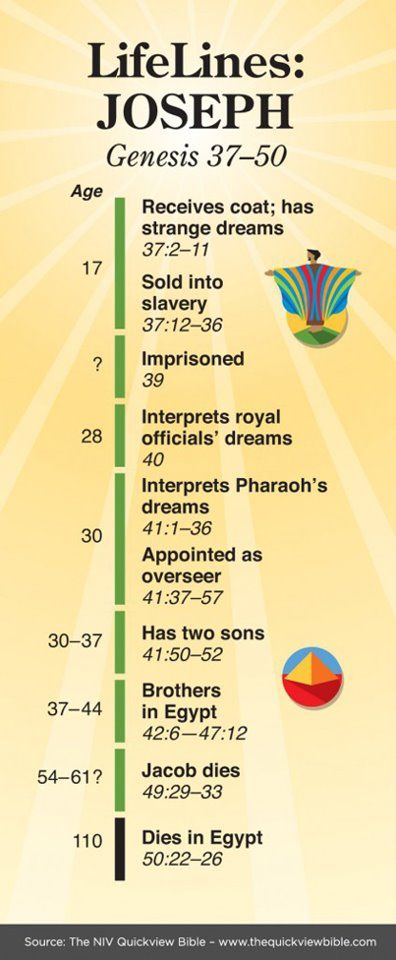 LifeLines:
JOSEPH
Genesis 37–50
Age
17
Receives coat; has
strange dreams
37:2–11
Sold into
slavery
37:12–36
?
Imprisoned
39
28
Interprets royal
officials’ dreams
40
30
Interprets Pharaoh’s
dreams
41:1–36
Appointed as
overseer
41:37–57
30–37
Has two sons
41:50–52
37–44
Brothers
in Egypt
42:6—47:12
54–61?
Jacob dies
49:29–33
110
Dies in Egypt
50:22–26
Source: The NIV Quickview Bible – www.thequickviewbible.com